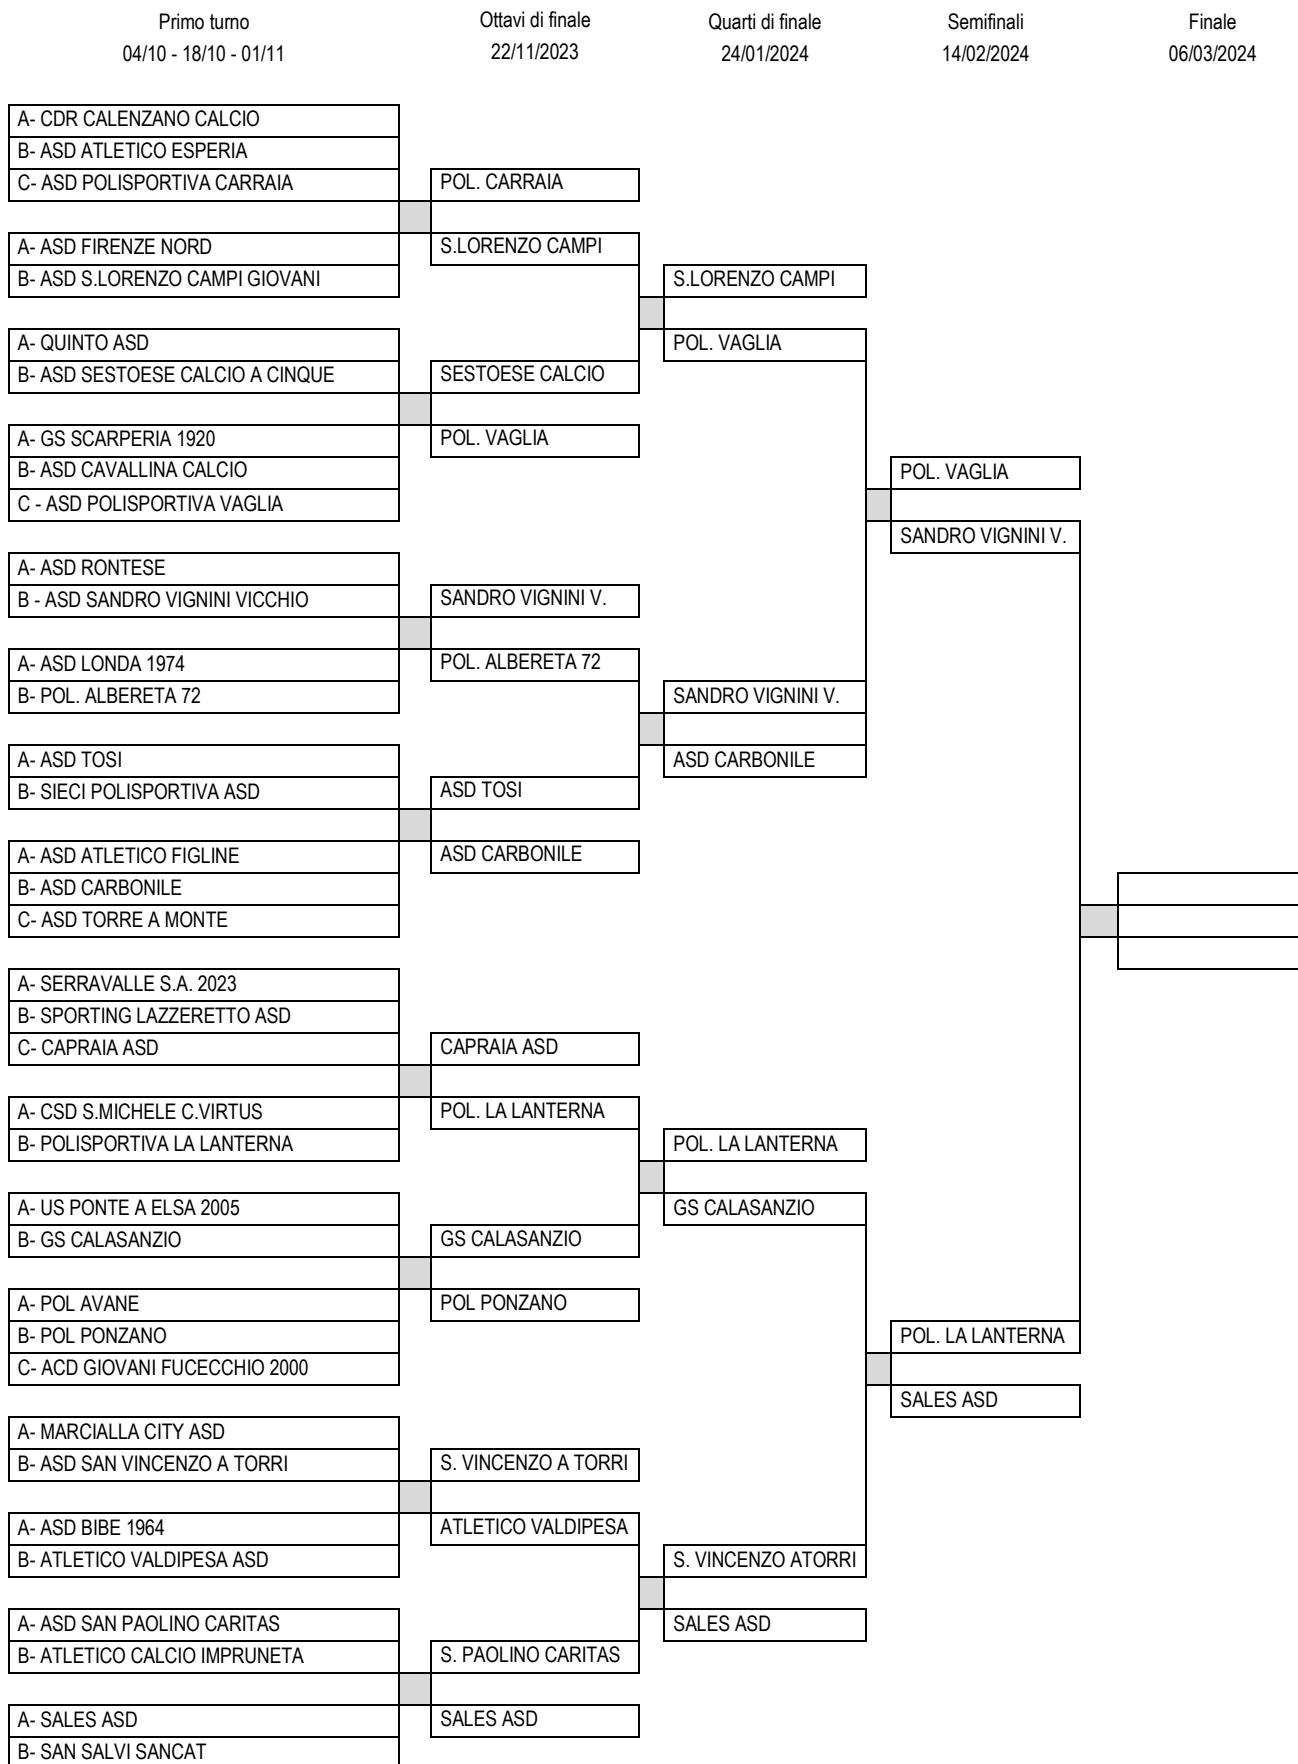 Primo turno
04/10 - 18/10 - 01/11
Ottavi di finale
22/11/2023
Quarti di finale
24/01/2024
Semifinali
14/02/2024
Finale
06/03/2024
A- CDR CALENZANO CALCIO
B- ASD ATLETICO ESPERIA
C- ASD POLISPORTIVA CARRAIA
A- ASD FIRENZE NORD
B- ASD S.LORENZO CAMPI GIOVANI
A- QUINTO ASD
B- ASD SESTOESE CALCIO A CINQUE
A- GS SCARPERIA 1920
B- ASD CAVALLINA CALCIO
C - ASD POLISPORTIVA VAGLIA
A- ASD RONTESE
B - ASD SANDRO VIGNINI VICCHIO
A- ASD LONDA 1974
B- POL. ALBERETA 72
A- ASD TOSI
B- SIECI POLISPORTIVA ASD
A- ASD ATLETICO FIGLINE
B- ASD CARBONILE
C- ASD TORRE A MONTE
A- SERRAVALLE S.A. 2023
B- SPORTING LAZZERETTO ASD
C- CAPRAIA ASD
A- CSD S.MICHELE C.VIRTUS
B- POLISPORTIVA LA LANTERNA
A- US PONTE A ELSA 2005
B- GS CALASANZIO
A- POL AVANE
B- POL PONZANO
C- ACD GIOVANI FUCECCHIO 2000
A- MARCIALLA CITY ASD
B- ASD SAN VINCENZO A TORRI
A- ASD BIBE 1964
B- ATLETICO VALDIPESA ASD
A- ASD SAN PAOLINO CARITAS
B- ATLETICO CALCIO IMPRUNETA
A- SALES ASD
B- SAN SALVI SANCAT
POL. CARRAIA
S.LORENZO CAMPI
SESTOESE CALCIO
POL. VAGLIA
SANDRO VIGNINI V.
POL. ALBERETA 72
ASD TOSI
ASD CARBONILE
CAPRAIA ASD
POL. LA LANTERNA
GS CALASANZIO
POL PONZANO
S. VINCENZO A TORRI
ATLETICO VALDIPESA
S. PAOLINO CARITAS
SALES ASD
S.LORENZO CAMPI
POL. VAGLIA
SANDRO VIGNINI V.
ASD CARBONILE
POL. LA LANTERNA
GS CALASANZIO
S. VINCENZO ATORRI
SALES ASD
POL. VAGLIA
SANDRO VIGNINI V.
POL. LA LANTERNA
SALES ASD